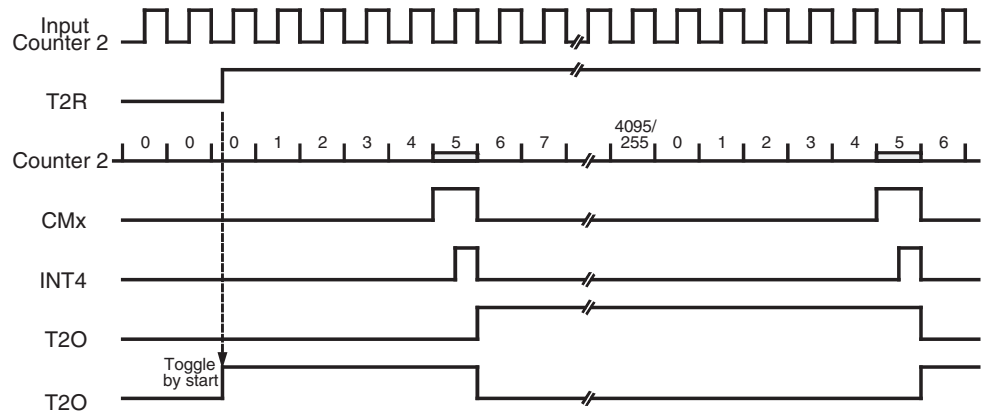 Input
Counter 2
T2R
4095/
0 0 0 1 2 3 4 5 6 7 255 0 1 2 3 4 5 6
Counter 2
CMx
INT4
T2O
Toggle
by start
T2O